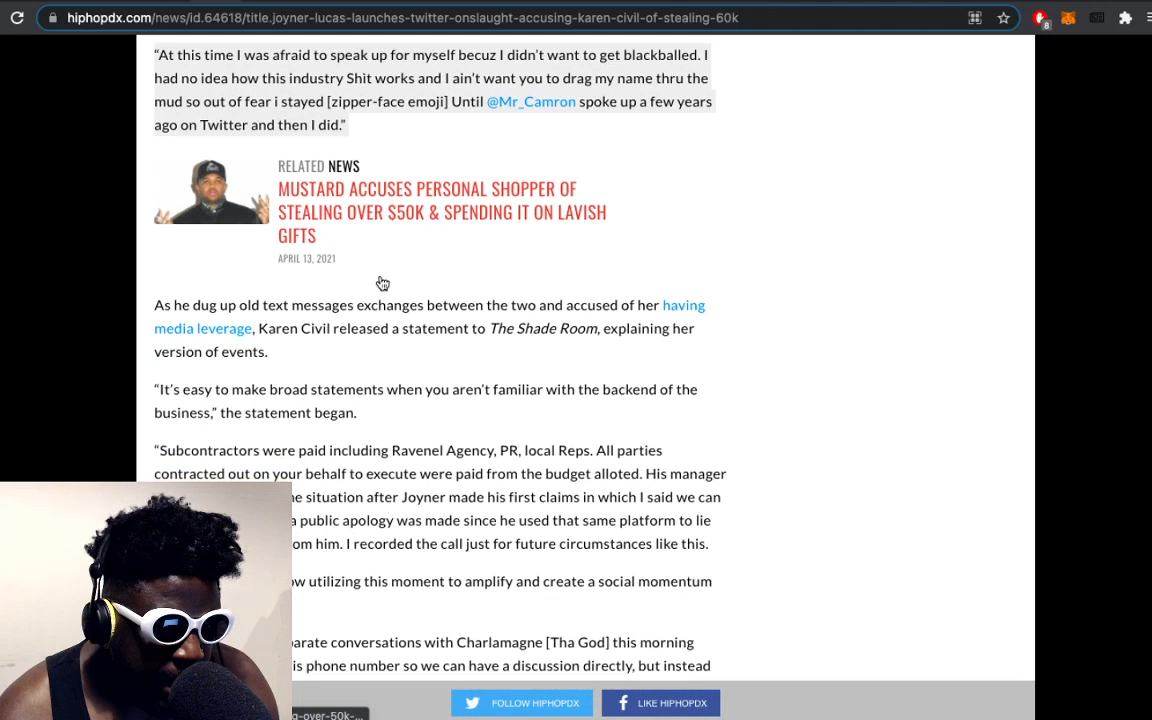 hiphopdx.com/news/id.64618/title.joyner-lucas-launches-twitter-onslaught-accusing-karen-civil-of-stealing-60k
8
“At this time I was afraid to speak up for myself becuz I didn’t want to get blackballed. I
had no idea how this industry Shit works and I ain’t want you to drag my name thru the
mud so out of fear i stayed [zipper-face emoji] Until @Mr_Camron spoke up a few years
ago on Twitter and then I did.”
RELATED NEWS
MUSTARD ACCUSES PERSONAL SHOPPER OF
STEALING OVER $50K & SPENDING IT ON LAVISH
GIFTS
APRIL 13, 2021
As he dug up old text messages exchanges between the two and accused of her having
media leverage, Karen Civil released a statement to The Shade Room, explaining her
version of events.
“It’s easy to make broad statements when you aren’t familiar with the backend of the
business,” the statement began.
“Subcontractors were paid including Ravenel Agency, PR, local Reps. All parties
contracted out on your behalf to execute were paid from the budget alloted. His manager
situation after Joyner made his first claims in which I said we can
a public apology was made since he used that same platform to lie
om him. I recorded the call just for future circumstances like this.
w utilizing this moment to amplify and create a social momentum
parate conversations with Charlamagne [Tha God] this morning
is phone number so we can have a discussion directly, but instead
FOLLOW HIPHOPDX
LIKE HIPHOPDX
g-over-50k-...